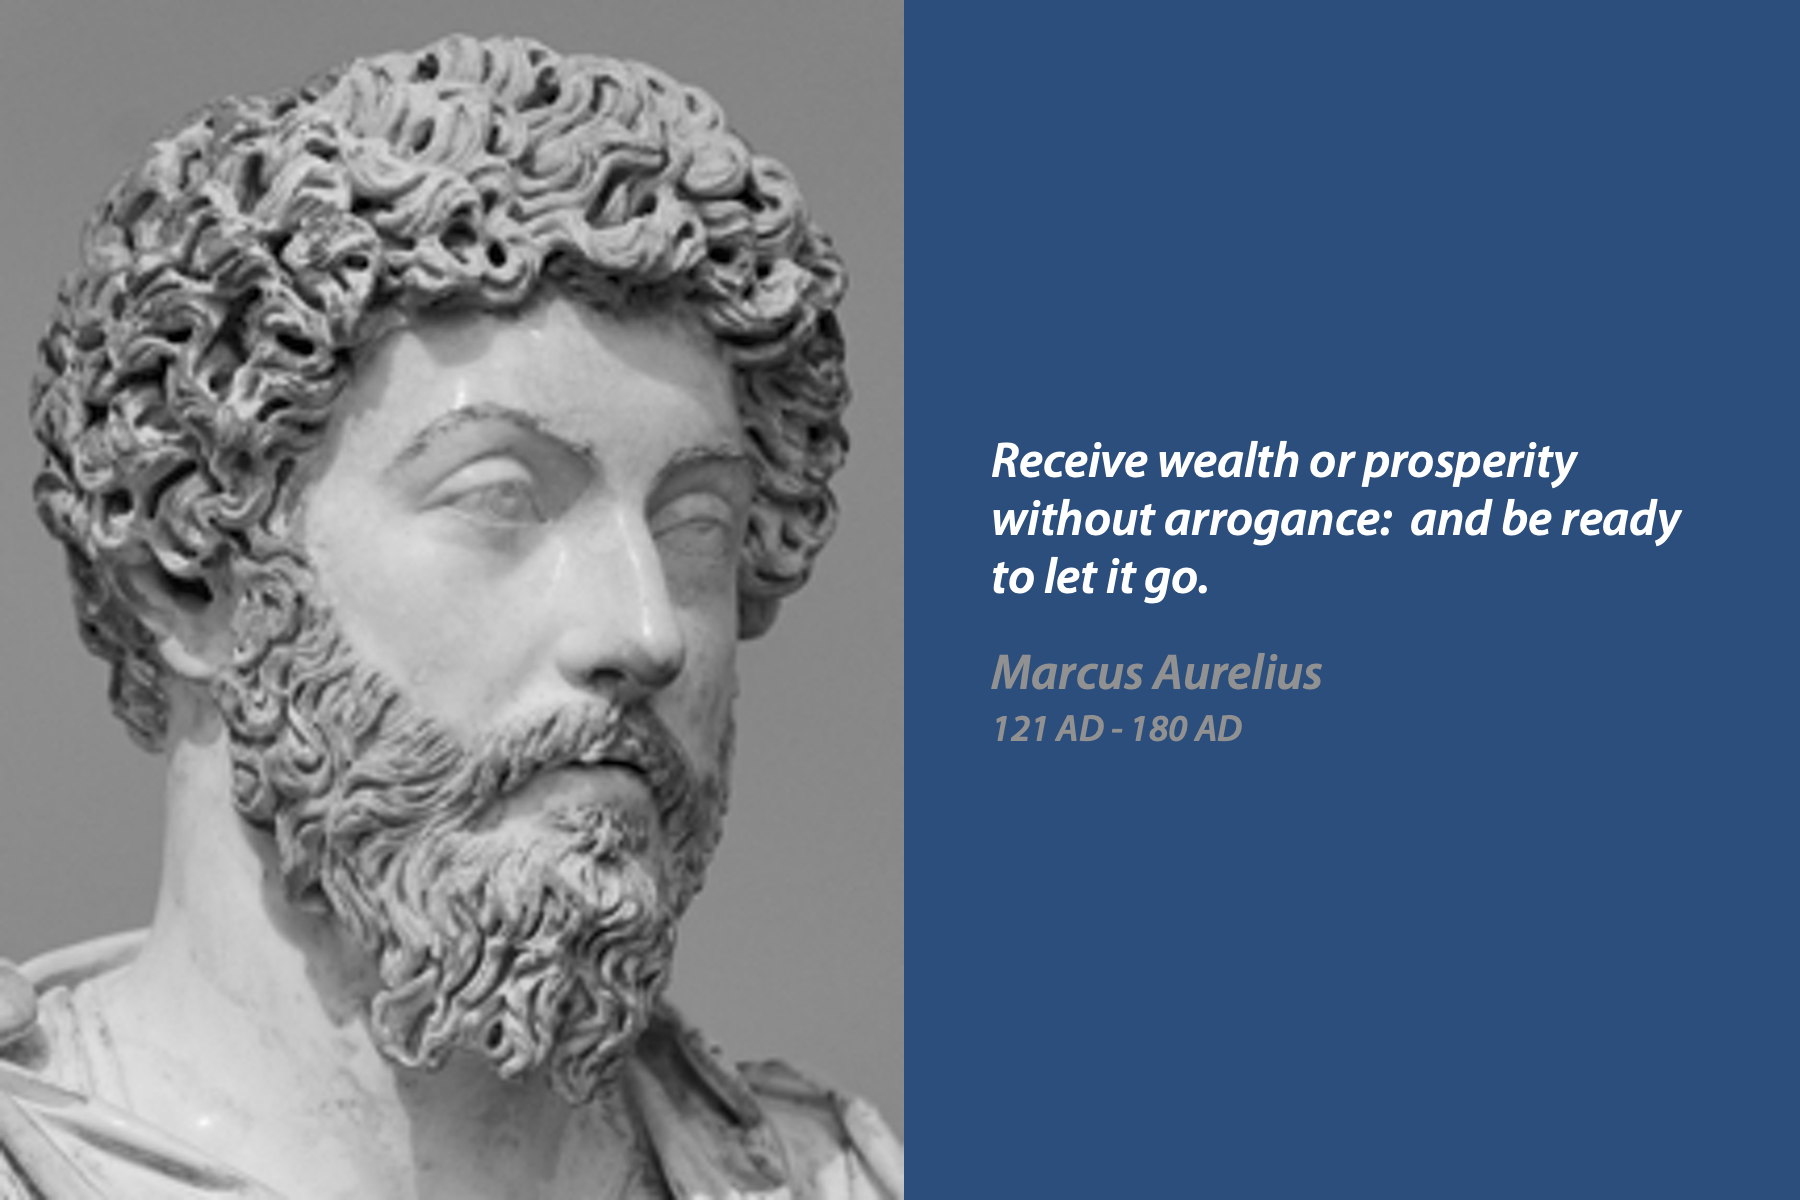 Receive wealth or prosperity
without arrogance:  and be ready
to let it go.
Marcus Aurelius
121 AD - 180 AD